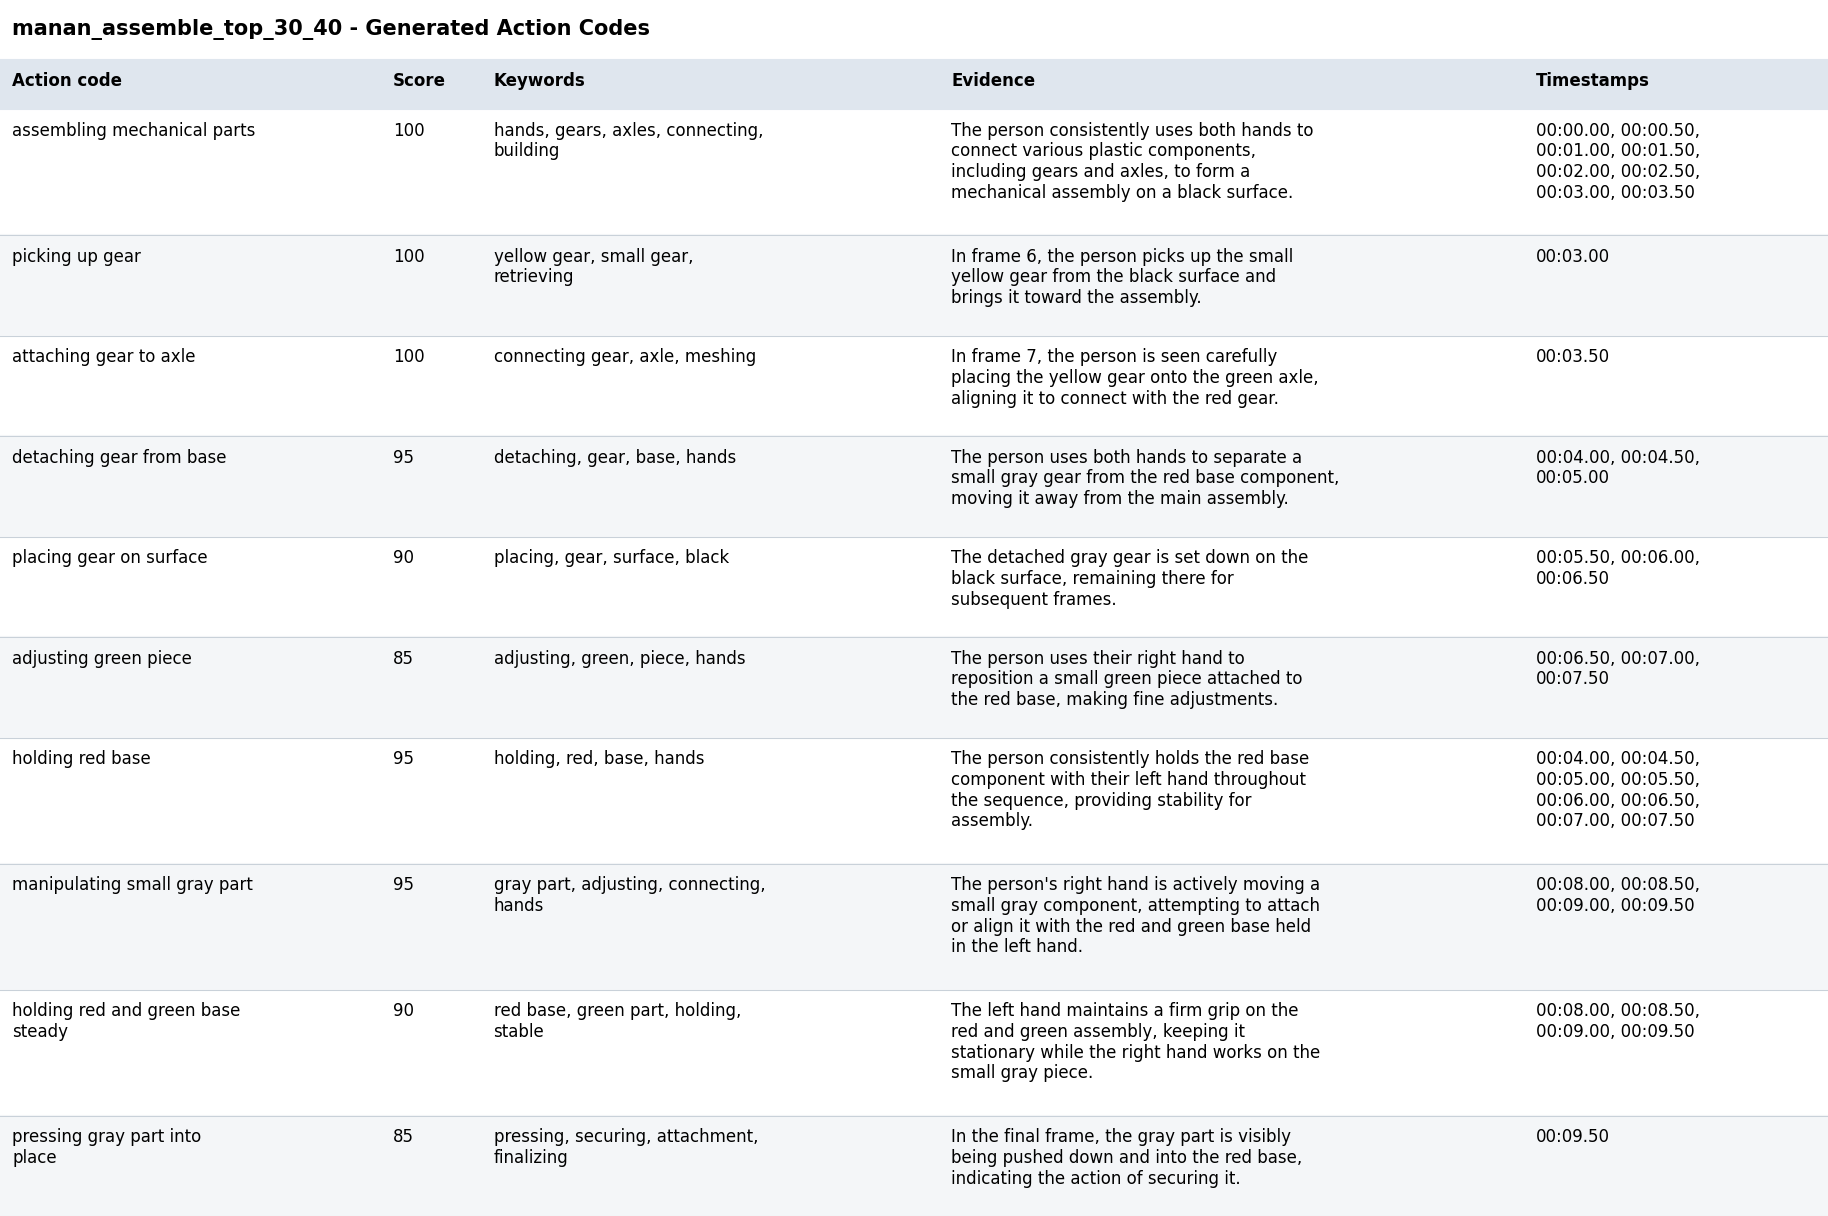 manan_assemble_top_30_40 - Generated Action Codes
Action code Score Keywords Evidence Timestamps
assembling mechanical parts 100 hands, gears, axles, connecting, The person consistently uses both hands to 00:00.00, 00:00.50,
building connect various plastic components, 00:01.00, 00:01.50,
including gears and axles, to form a 00:02.00, 00:02.50,
mechanical assembly on a black surface. 00:03.00, 00:03.50
picking up gear 100 yellow gear, small gear, In frame 6, the person picks up the small 00:03.00
retrieving yellow gear from the black surface and
brings it toward the assembly.
attaching gear to axle 100 connecting gear, axle, meshing In frame 7, the person is seen carefully 00:03.50
placing the yellow gear onto the green axle,
aligning it to connect with the red gear.
detaching gear from base 95 detaching, gear, base, hands The person uses both hands to separate a 00:04.00, 00:04.50,
small gray gear from the red base component, 00:05.00
moving it away from the main assembly.
placing gear on surface 90 placing, gear, surface, black The detached gray gear is set down on the 00:05.50, 00:06.00,
black surface, remaining there for 00:06.50
subsequent frames.
adjusting green piece 85 adjusting, green, piece, hands The person uses their right hand to 00:06.50, 00:07.00,
reposition a small green piece attached to 00:07.50
the red base, making fine adjustments.
holding red base 95 holding, red, base, hands The person consistently holds the red base 00:04.00, 00:04.50,
component with their left hand throughout 00:05.00, 00:05.50,
the sequence, providing stability for 00:06.00, 00:06.50,
assembly. 00:07.00, 00:07.50
manipulating small gray part 95 gray part, adjusting, connecting, The person's right hand is actively moving a 00:08.00, 00:08.50,
hands small gray component, attempting to attach 00:09.00, 00:09.50
or align it with the red and green base held
in the left hand.
holding red and green base 90 red base, green part, holding, The left hand maintains a firm grip on the 00:08.00, 00:08.50,
steady stable red and green assembly, keeping it 00:09.00, 00:09.50
stationary while the right hand works on the
small gray piece.
pressing gray part into 85 pressing, securing, attachment, In the final frame, the gray part is visibly 00:09.50
place finalizing being pushed down and into the red base,
indicating the action of securing it.